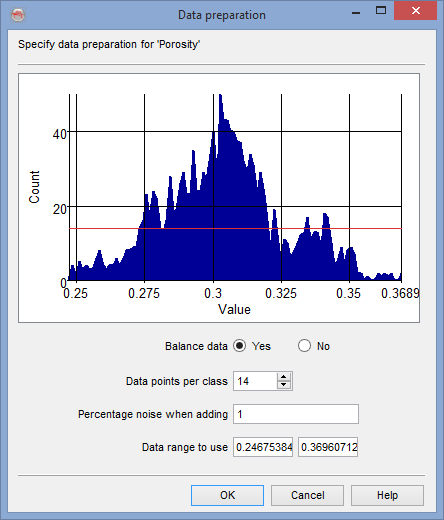 Data preparation
Specify data preparation for 'Porosity'
40
20
0
Count
0.25 0.275 0.3 0.325 0.35 0.3689
Value
Balance data Yes No
Data points per class 14
Percentage noise when adding 1
Data range to use 0.24675384 0.36960712
OK Cancel Help